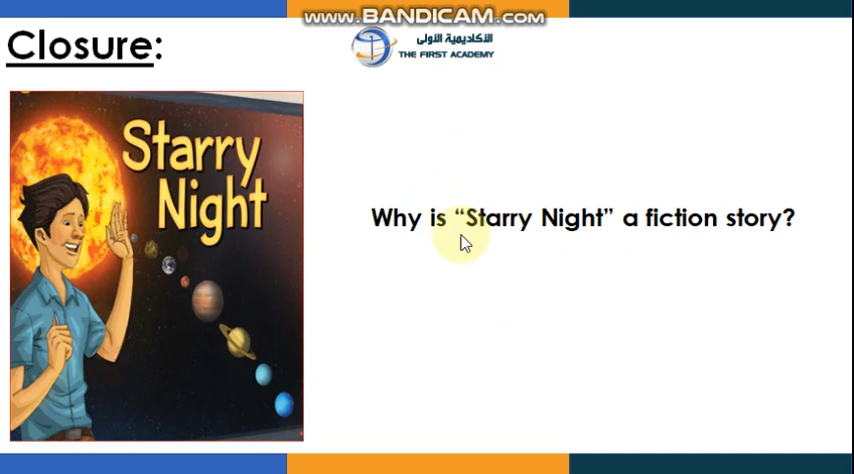 www.BANDICAM.com
Closure:
الأكاديمية الأولى
THE FIRST ACADEMY
Starry
Night
Why is “Starry Night” a fiction story?